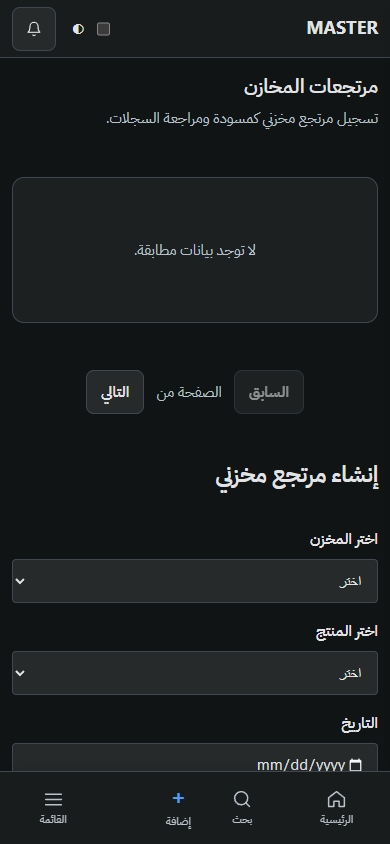 MASTER
مرتجعات المخازن
تسجيل مرتجع مخزني كمسودة ومراجعة السجلات.
لا توجد بيانات مطابقة.
السابق
الصفحة من
التالي
إنشاء مرتجع مخزني
اختر المخزن
اختر
اختر المنتج
اختر
التاريخ
mm/dd/yyyy
الرئيسية
بحث
إضافة
القائمة